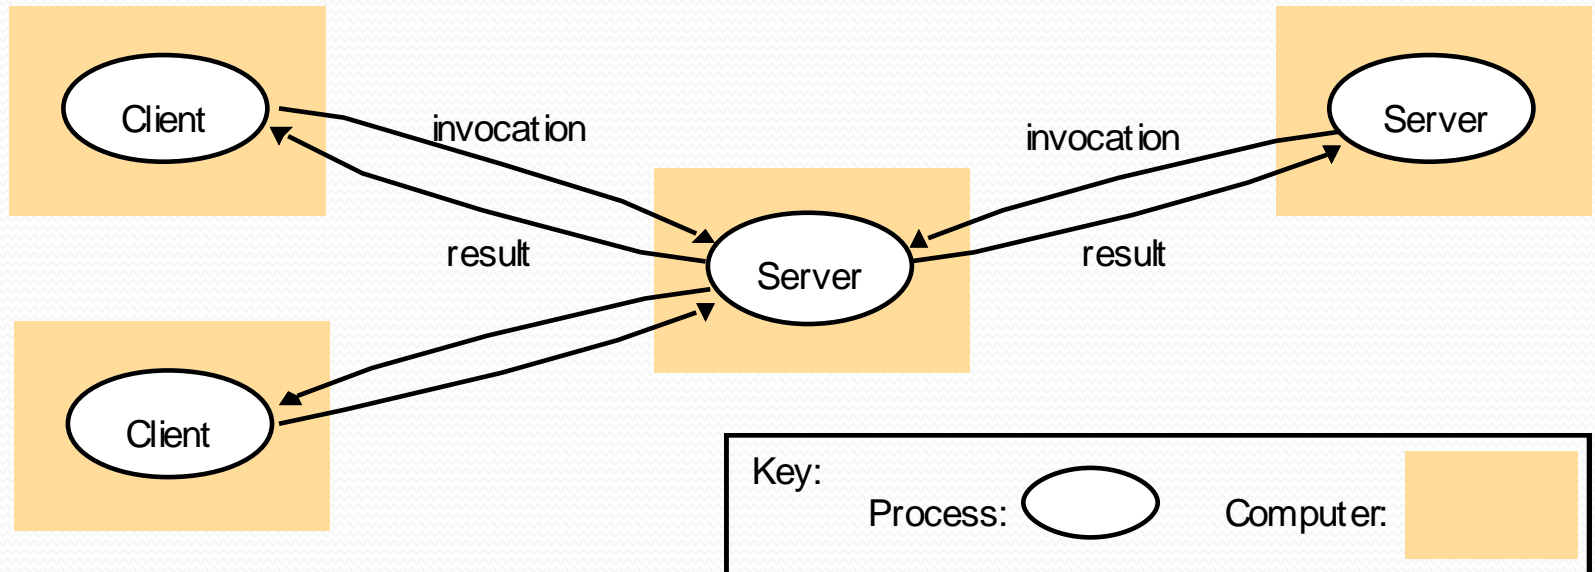 Client
Server
invocation
invocation
result
result
Server
Client
Key:
Process:
Computer: